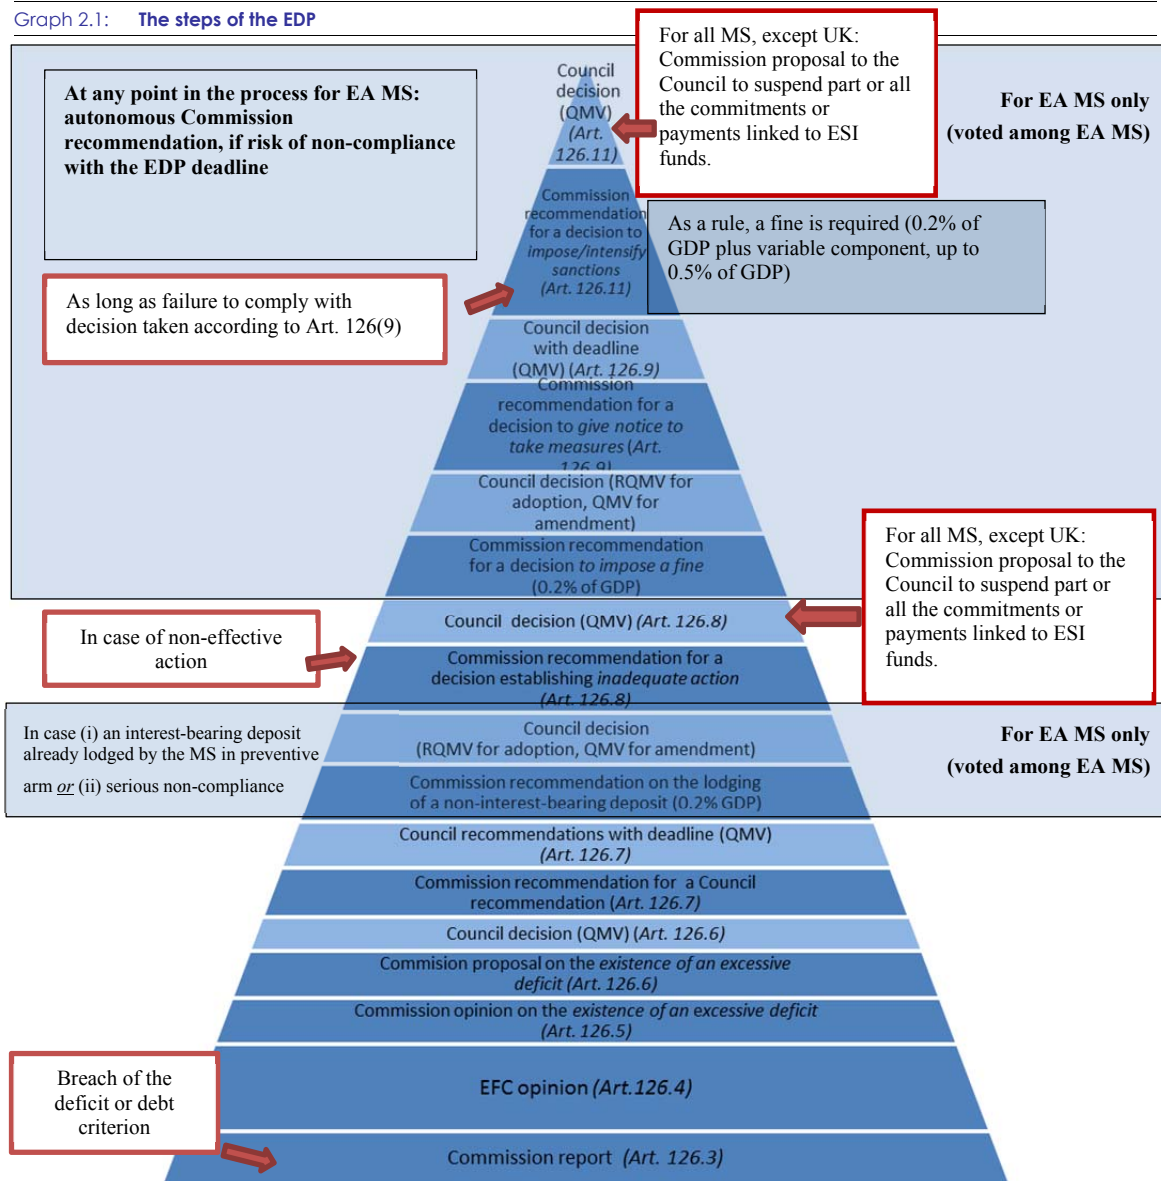 Graph 2.1: The steps of the EDP
For all MS, except UK:
Commission proposal to the
Council to suspend part or all
the commitments or
payments linked to ESI
funds.
At any point in the process for EA MS:
autonomous Commission
recommendation, if risk of non-compliance
with the EDP deadline
Council
decision
(QMV)
(Art.
126.11)
For EA MS only
(voted among EA MS)
Commission
recommendation
for a decision to
impose/intensify
sanctions
(Art. 126.11)
As a rule, a fine is required (0.2% of
GDP plus variable component, up to
0.5% of GDP)
As long as failure to comply with
decision taken according to Art. 126(9)
Council decision
with deadline
(QMV) (Art. 126.9)
Commission
recommendation for a
decision to give notice to
take measures (Art.
126.9)
Council decision (RQMV for
adoption, QMV for
amendment)
Commission recommendation
for a decision to impose a fine
(0.2% of GDP)
For all MS, except UK:
Commission proposal to the
Council to suspend part or
all the commitments or
payments linked to ESI
funds.
Council decision (QMV) (Art. 126.8)
In case of non-effective
action
Commission recommendation for a
decision establishing inadequate action
(Art. 126.8)
In case (i) an interest-bearing deposit
already lodged by the MS in preventive
arm or (ii) serious non-compliance
Council decision
(RQMV for adoption, QMV for amendment)
For EA MS only
(voted among EA MS)
Commission recommendation on the lodging
of a non-interest-bearing deposit (0.2% GDP)
Council recommendations with deadline (QMV)
(Art. 126.7)
Commission recommendation for a Council
recommendation (Art. 126.7)
Council decision (QMV) (Art. 126.6)
Commision proposal on the existence of an excessive
deficit (Art. 126.6)
Commission opinion on the existence of an excessive deficit
(Art. 126.5)
Breach of the
deficit or debt
criterion
EFC opinion (Art.126.4)
Commission report (Art. 126.3)